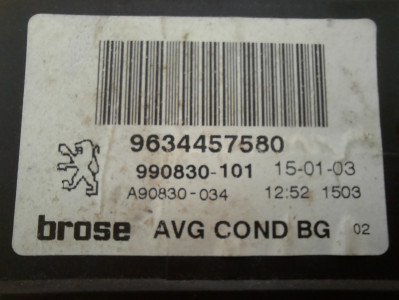 9634457580
990830-101 15-01-03
A90830-034 12:52 1503
brose AVG COND BG 02